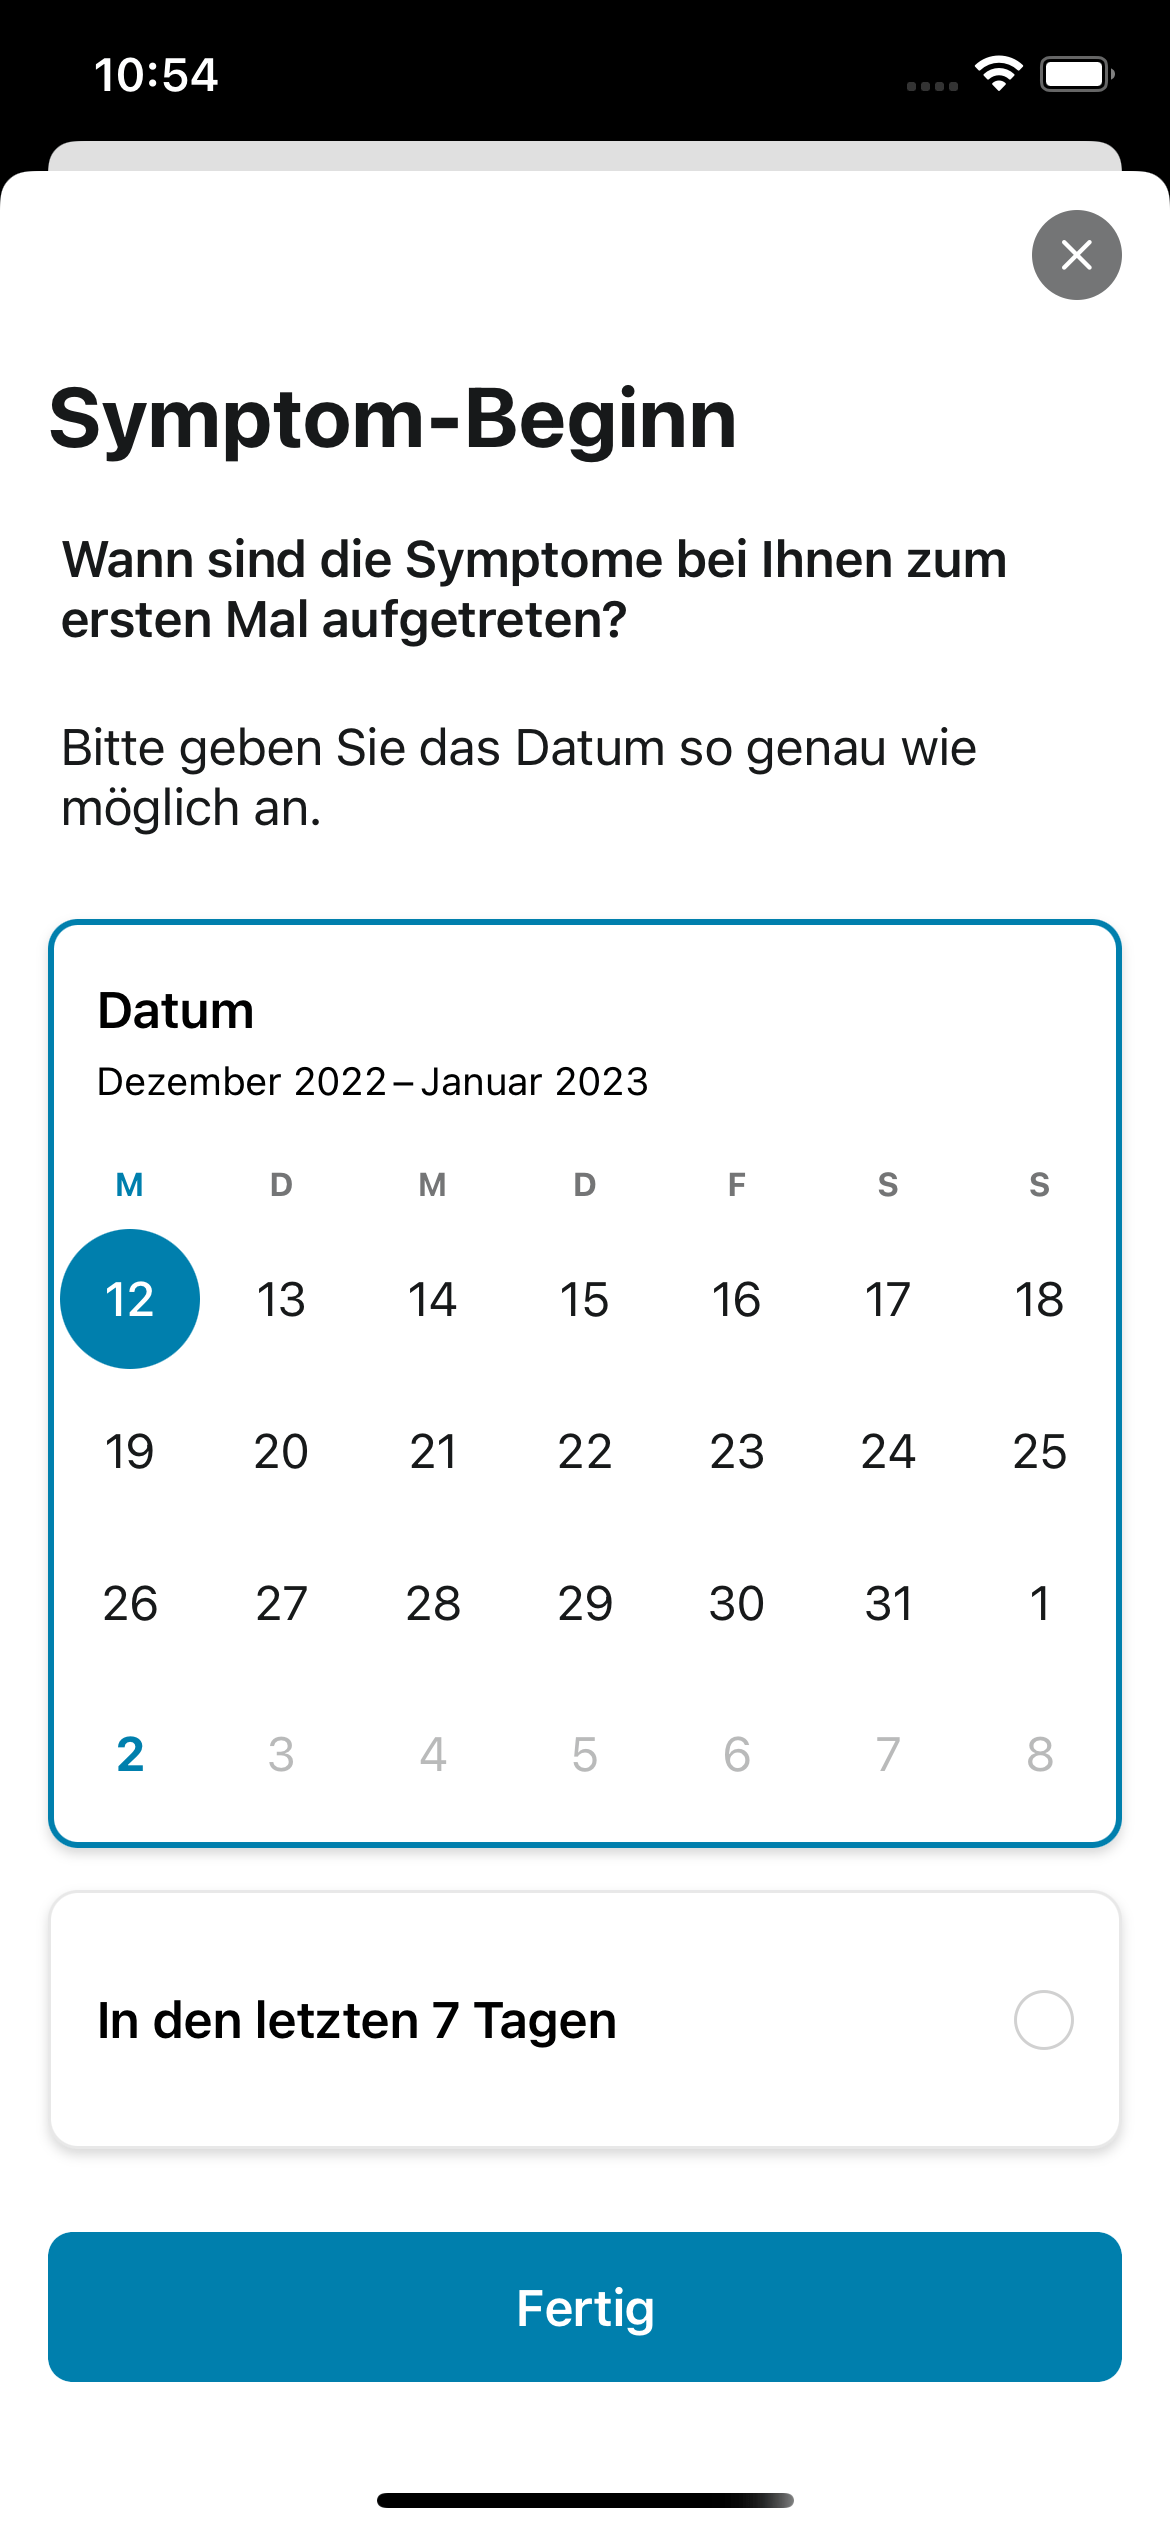 10:54
Symptom-Beginn
Wann sind die Symptome bei Ihnen zum
ersten Mal aufgetreten?
Bitte geben Sie das Datum so genau wie
möglich an.
Datum
Dezember 2022 – Januar 2023
M D M D F S S
12 13 14 15 16 17 18
19 20 21 22 23 24 25
26 27 28 29 30 31 1
2 3 4 5 6 7 8
In den letzten 7 Tagen
Fertig